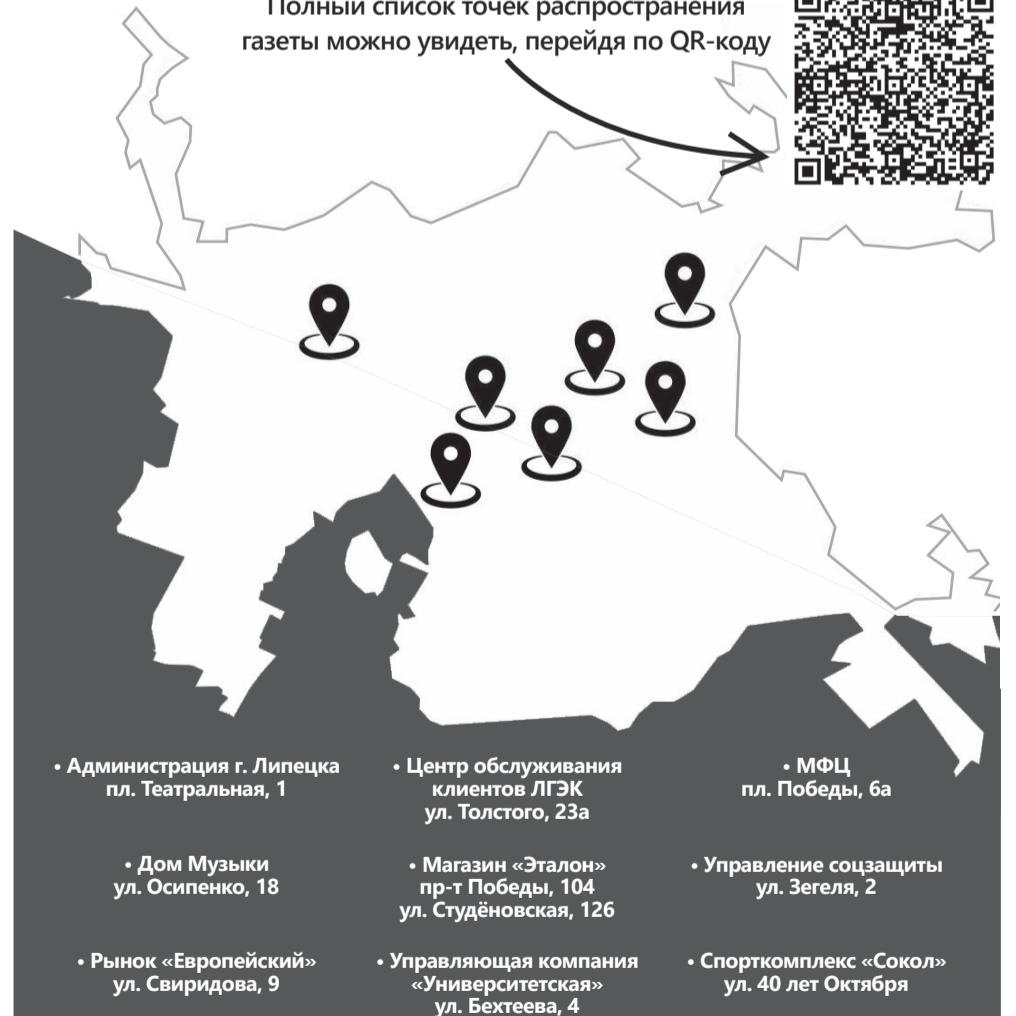 Полный список точек распространения
газеты можно увидеть, перейдя по QR-коду
• Администрация г. Липецка
пл. Театральная, 1
• Центр обслуживания
клиентов ЛГЭК
ул. Толстого, 23а
• МФЦ
пл. Победы, 6а
• Дом Музыки
ул. Осипенко, 18
• Магазин «Эталон»
пр-т Победы, 104
ул. Студёновская, 126
• Управление соцзащиты
ул. Зегеля, 2
• Рынок «Европейский»
ул. Свиридова, 9
• Управляющая компания
«Университетская»
ул. Бехтеева, 4
• Спорткомплекс «Сокол»
ул. 40 лет Октября